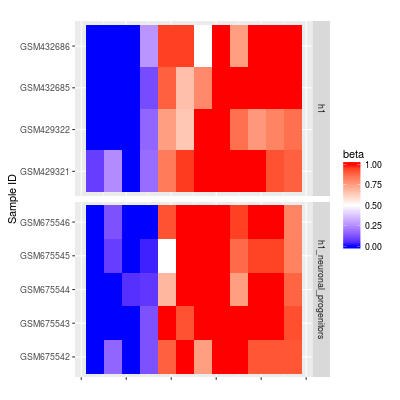 GSM432686
GSM432685
GSM429322
GSM429321
h1
GSM675546
GSM675545
GSM675544
GSM675543
GSM675542
h1_neuronal_progenitors
Sample ID
beta
1.00
0.75
0.50
0.25
0.00